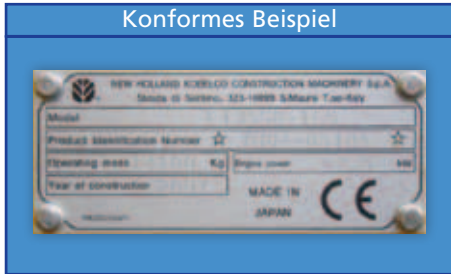 Konformes Beispiel
NEW HOLLAND KOBELCO CONSTRUCTION MACHINERY S.p.A.
Model
Product Identification Number ☆ ☆
Operating mass Kg Engine power kW
Year of construction
MADE IN
JAPAN
CE